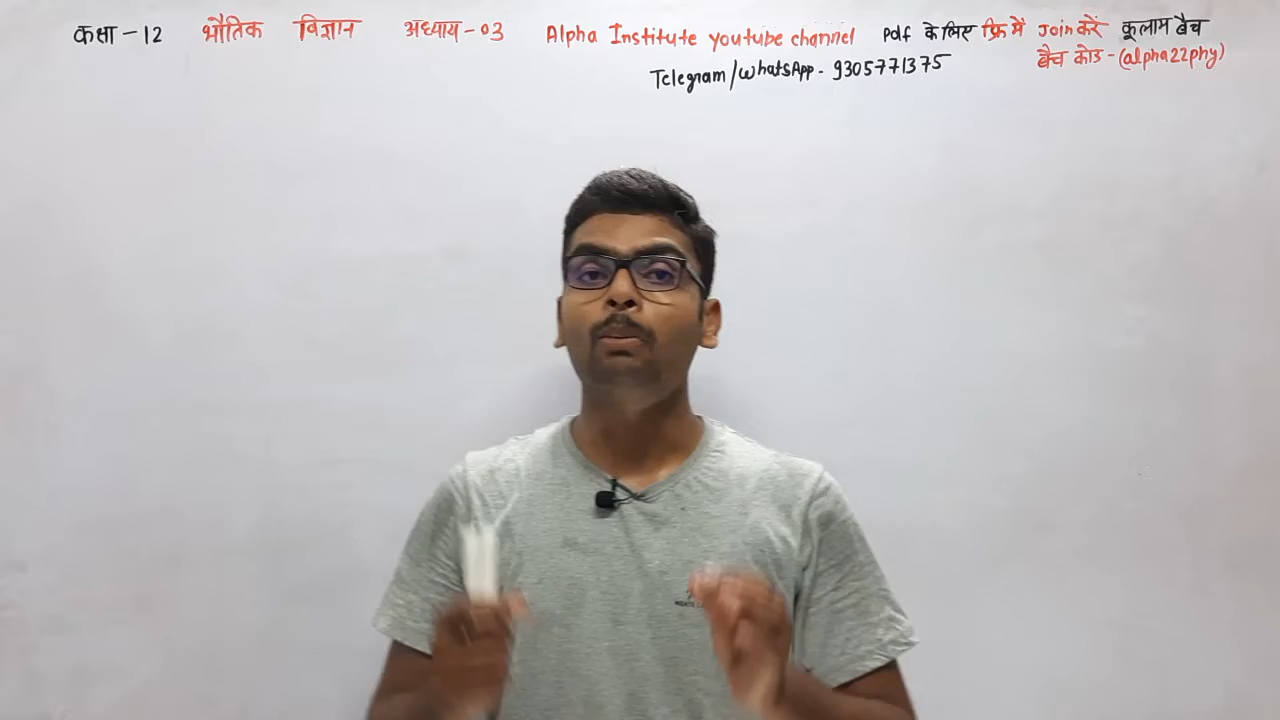 कक्षा-12 भौतिक विज्ञान अध्याय-03 Alpha Institute youtube channel Pdf के लिए फ्रि में Join करें कूलाम बैच
Telegram/whatsApp- 9305771375 बैच कोड-(alpha22phy)